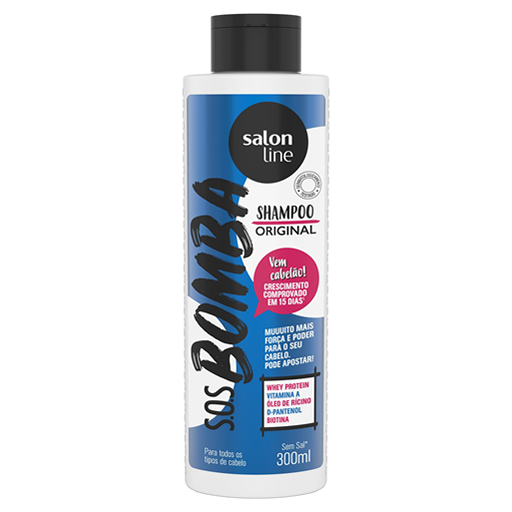 salon
line
SHAMPOO
ORIGINAL
Vem
cabelão!
CRESCIMENTO
COMPROVADO
EM 15 DIAS*
S.O.S BOMBA
MUUUITO MAIS
FORÇA E PODER
PARA O SEU
CABELO.
PODE APOSTAR!
WHEY PROTEIN
VITAMINA A
ÓLEO DE RÍCINO
D-PANTENOL
BIOTINA
Para todos os
tipos de cabelo
Sem Sal*
300ml